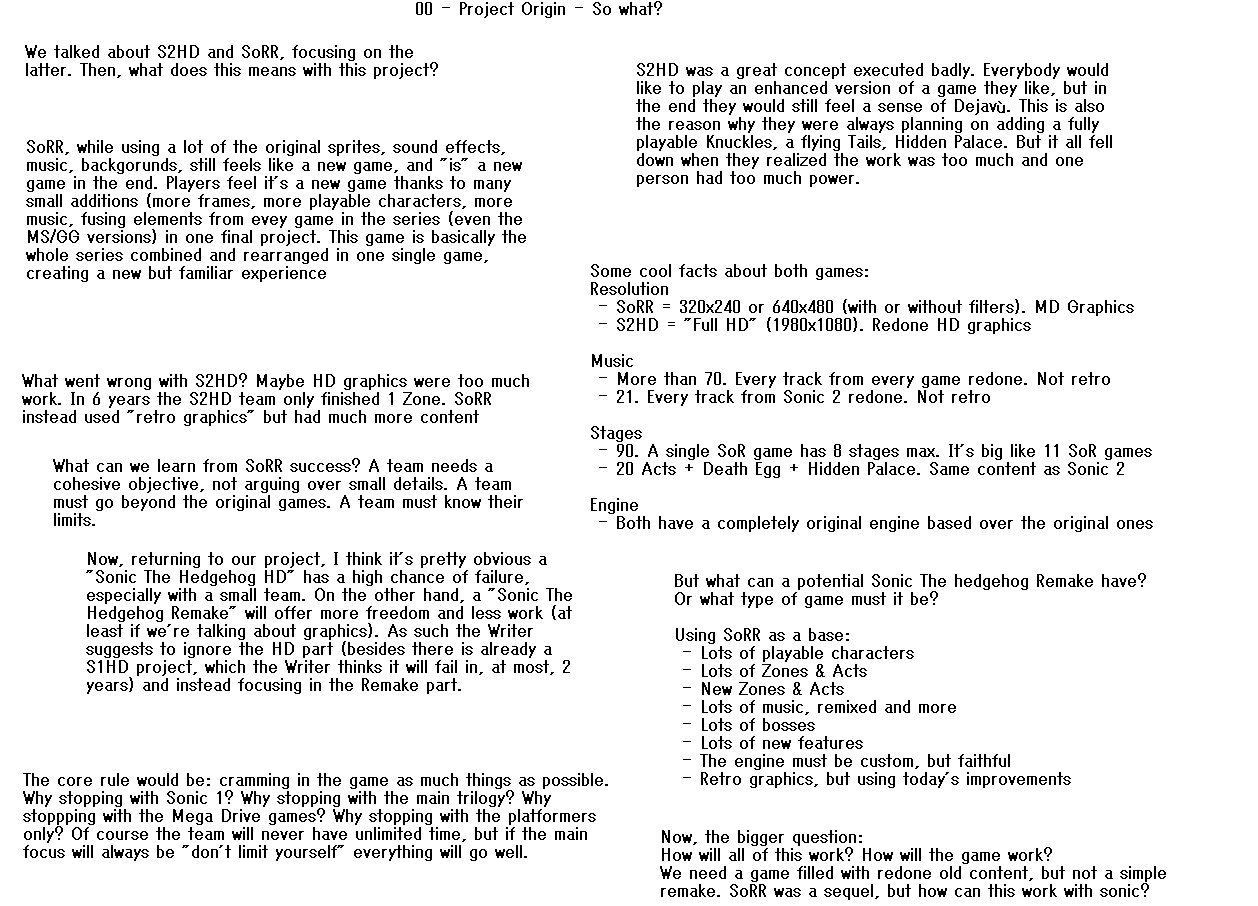 00 - Project Origin - So what?
We talked about S2HD and SoRR, focusing on the
latter. Then, what does this means with this project?
SoRR, while using a lot of the original sprites, sound effects,
music, backgorunds, still feels like a new game, and "is" a new
game in the end. Players feel it's a new game thanks to many
small additions (more frames, more playable characters, more
music, fusing elements from evey game in the series (even the
MS/GG versions) in one final project. This game is basically the
whole series combined and rearranged in one single game,
creating a new but familiar experience
What went wrong with S2HD? Maybe HD graphics were too much
work. In 6 years the S2HD team only finished 1 Zone. SoRR
instead used "retro graphics" but had much more content
What can we learn from SoRR success? A team needs a
cohesive objective, not arguing over small details. A team
must go beyond the original games. A team must know their
limits.
Now, returning to our project, I think it's pretty obvious a
"Sonic The Hedgehog HD" has a high chance of failure,
especially with a small team. On the other hand, a "Sonic The
Hedgehog Remake" will offer more freedom and less work (at
least if we're talking about graphics). As such the Writer
suggests to ignore the HD part (besides there is already a
S1HD project, which the Writer thinks it will fail in, at most, 2
years) and instead focusing in the Remake part.
The core rule would be: cramming in the game as much things as possible.
Why stopping with Sonic 1? Why stopping with the main trilogy? Why
stoppping with the Mega Drive games? Why stopping with the platformers
only? Of course the team will never have unlimited time, but if the main
focus will always be "don't limit yourself" everything will go well.
S2HD was a great concept executed badly. Everybody would
like to play an enhanced version of a game they like, but in
the end they would still feel a sense of Dejavù. This is also
the reason why they were always planning on adding a fully
playable Knuckles, a flying Tails, Hidden Palace. But it all fell
down when they realized the work was too much and one
person had too much power.
Some cool facts about both games:
Resolution
- SoRR = 320x240 or 640x480 (with or without filters). MD Graphics
- S2HD = "Full HD" (1980x1080). Redone HD graphics
Music
- More than 70. Every track from every game redone. Not retro
- 21. Every track from Sonic 2 redone. Not retro
Stages
- 90. A single SoR game has 8 stages max. It's big like 11 SoR games
- 20 Acts + Death Egg + Hidden Palace. Same content as Sonic 2
Engine
- Both have a completely original engine based over the original ones
But what can a potential Sonic The hedgehog Remake have?
Or what type of game must it be?
Using SoRR as a base:
- Lots of playable characters
- Lots of Zones & Acts
- New Zones & Acts
- Lots of music, remixed and more
- Lots of bosses
- Lots of new features
- The engine must be custom, but faithful
- Retro graphics, but using today's improvements
Now, the bigger question:
How will all of this work? How will the game work?
We need a game filled with redone old content, but not a simple
remake. SoRR was a sequel, but how can this work with sonic?